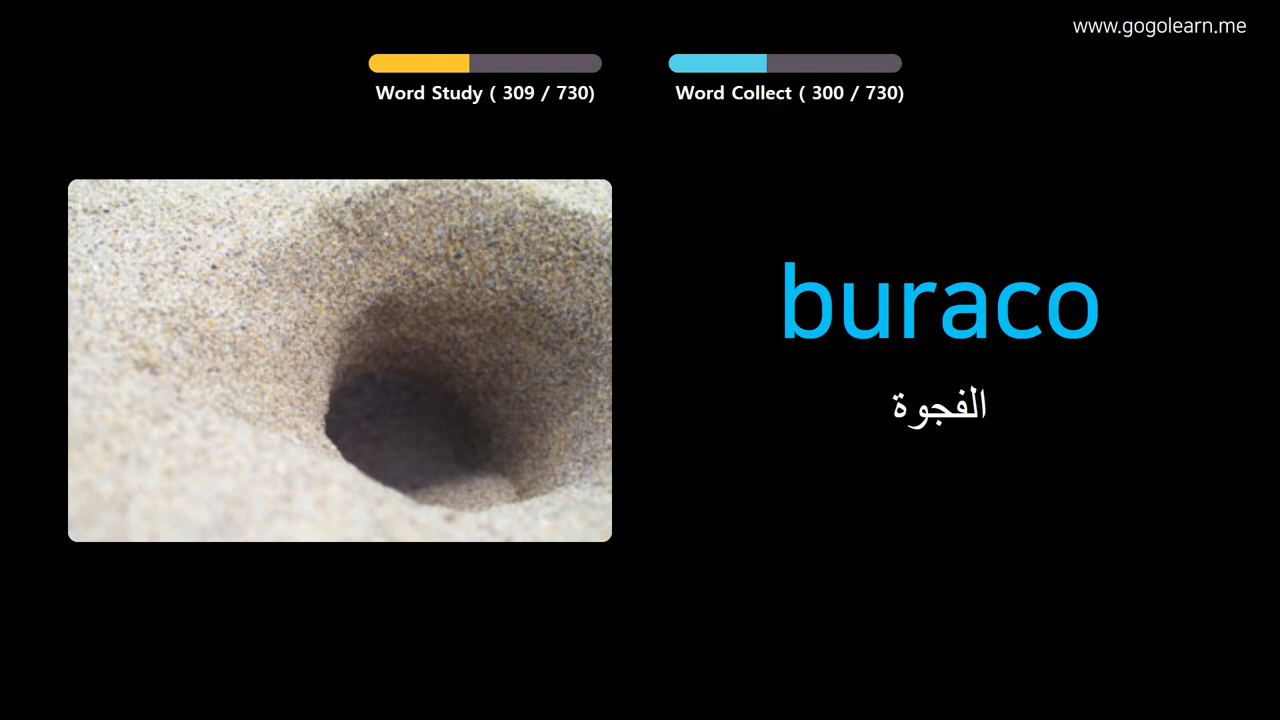 www.gogolearn.me
Word Study ( 309 / 730)
Word Collect ( 300 / 730)
buraco
الفجوة